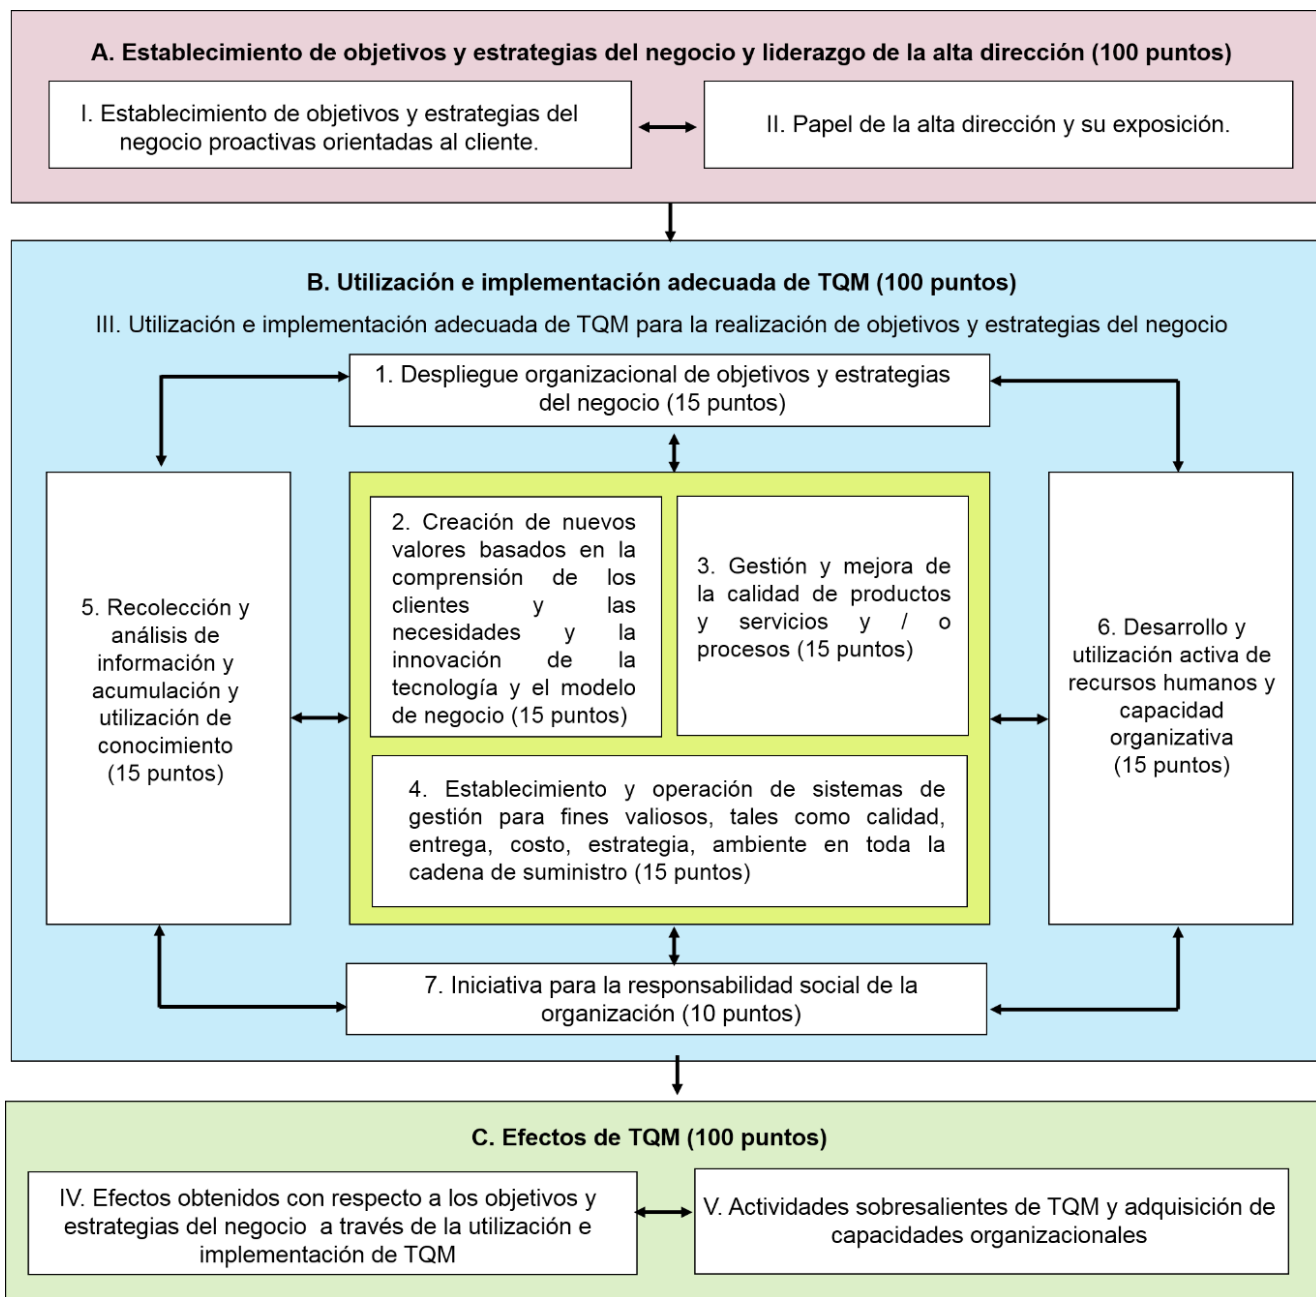 A. Establecimiento de objetivos y estrategias del negocio y liderazgo de la alta dirección (100 puntos)
I. Establecimiento de objetivos y estrategias del
negocio proactivas orientadas al cliente.
II. Papel de la alta dirección y su exposición.
B. Utilización e implementación adecuada de TQM (100 puntos)
III. Utilización e implementación adecuada de TQM para la realización de objetivos y estrategias del negocio
1. Despliegue organizacional de objetivos y estrategias
del negocio (15 puntos)
5. Recolección y
análisis de
información y
acumulación y
utilización de
conocimiento
(15 puntos)
2. Creación de nuevos
valores basados en la
comprensión de los
clientes y las
necesidades y la
innovación de la
tecnología y el modelo
de negocio (15 puntos)
3. Gestión y mejora de
la calidad de productos
y servicios y / o
procesos (15 puntos)
4. Establecimiento y operación de sistemas de
gestión para fines valiosos, tales como calidad,
entrega, costo, estrategia, ambiente en toda la
cadena de suministro (15 puntos)
6. Desarrollo y
utilización activa de
recursos humanos y
capacidad
organizativa
(15 puntos)
7. Iniciativa para la responsabilidad social de la
organización (10 puntos)
C. Efectos de TQM (100 puntos)
IV. Efectos obtenidos con respecto a los objetivos y
estrategias del negocio a través de la utilización e
implementación de TQM
V. Actividades sobresalientes de TQM y adquisición de
capacidades organizacionales